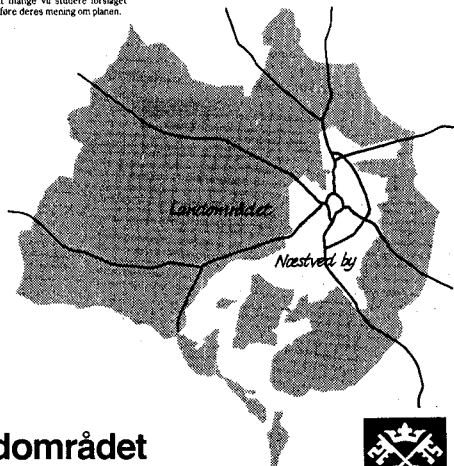 mange vil studere forslaget
føre deres mening om planen.
Landområdet
Næstved by
dområdet